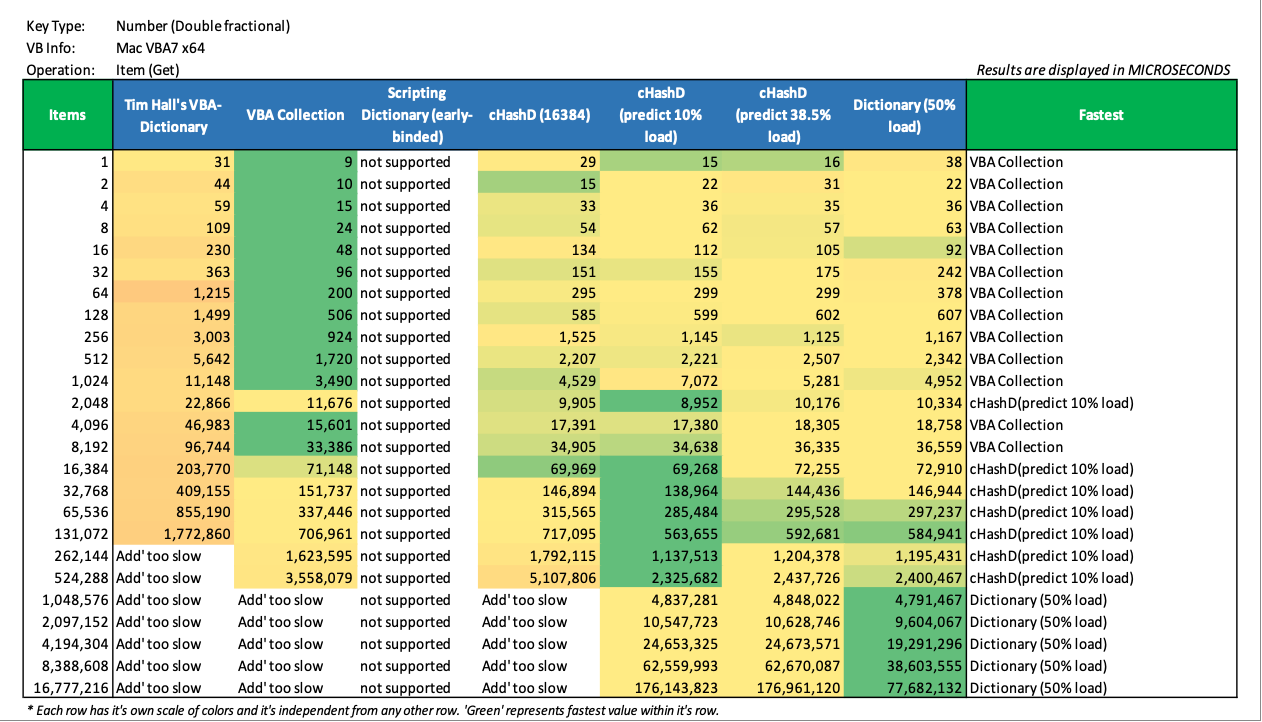 Key Type: Number (Double fractional)
VB Info: Mac VBA7 x64
Operation: Item (Get) Results are displayed in MICROSECONDS
Items Tim Hall's VBA-Dictionary VBA Collection Scripting Dictionary (early-binded) cHashD (16384) cHashD (predict 10% load) cHashD (predict 38.5% load) Dictionary (50% load) Fastest
1 31 9 not supported 29 15 16 38 VBA Collection
2 44 10 not supported 15 22 31 22 VBA Collection
4 59 15 not supported 33 36 35 36 VBA Collection
8 109 24 not supported 54 62 57 63 VBA Collection
16 230 48 not supported 134 112 105 92 VBA Collection
32 363 96 not supported 151 155 175 242 VBA Collection
64 1,215 200 not supported 295 299 299 378 VBA Collection
128 1,499 506 not supported 585 599 602 607 VBA Collection
256 3,003 924 not supported 1,525 1,145 1,125 1,167 VBA Collection
512 5,642 1,720 not supported 2,207 2,221 2,507 2,342 VBA Collection
1,024 11,148 3,490 not supported 4,529 7,072 5,281 4,952 VBA Collection
2,048 22,866 11,676 not supported 9,905 8,952 10,176 10,334 cHashD(predict 10% load)
4,096 46,983 15,601 not supported 17,391 17,380 18,305 18,758 VBA Collection
8,192 96,744 33,386 not supported 34,905 34,638 36,335 36,559 VBA Collection
16,384 203,770 71,148 not supported 69,969 69,268 72,255 72,910 cHashD(predict 10% load)
32,768 409,155 151,737 not supported 146,894 138,964 144,436 146,944 cHashD(predict 10% load)
65,536 855,190 337,446 not supported 315,565 285,484 295,528 297,237 cHashD(predict 10% load)
131,072 1,772,860 706,961 not supported 717,095 563,655 592,681 584,941 cHashD(predict 10% load)
262,144 Add' too slow 1,623,595 not supported 1,792,115 1,137,513 1,204,378 1,195,431 cHashD(predict 10% load)
524,288 Add' too slow 3,558,079 not supported 5,107,806 2,325,682 2,437,726 2,400,467 cHashD(predict 10% load)
1,048,576 Add' too slow Add' too slow not supported Add' too slow 4,837,281 4,848,022 4,791,467 Dictionary (50% load)
2,097,152 Add' too slow Add' too slow not supported Add' too slow 10,547,723 10,628,746 9,604,067 Dictionary (50% load)
4,194,304 Add' too slow Add' too slow not supported Add' too slow 24,653,325 24,673,571 19,291,296 Dictionary (50% load)
8,388,608 Add' too slow Add' too slow not supported Add' too slow 62,559,993 62,670,087 38,603,555 Dictionary (50% load)
16,777,216 Add' too slow Add' too slow not supported Add' too slow 176,143,823 176,961,120 77,682,132 Dictionary (50% load)
* Each row has it's own scale of colors and it's independent from any other row. 'Green' represents fastest value within it's row.